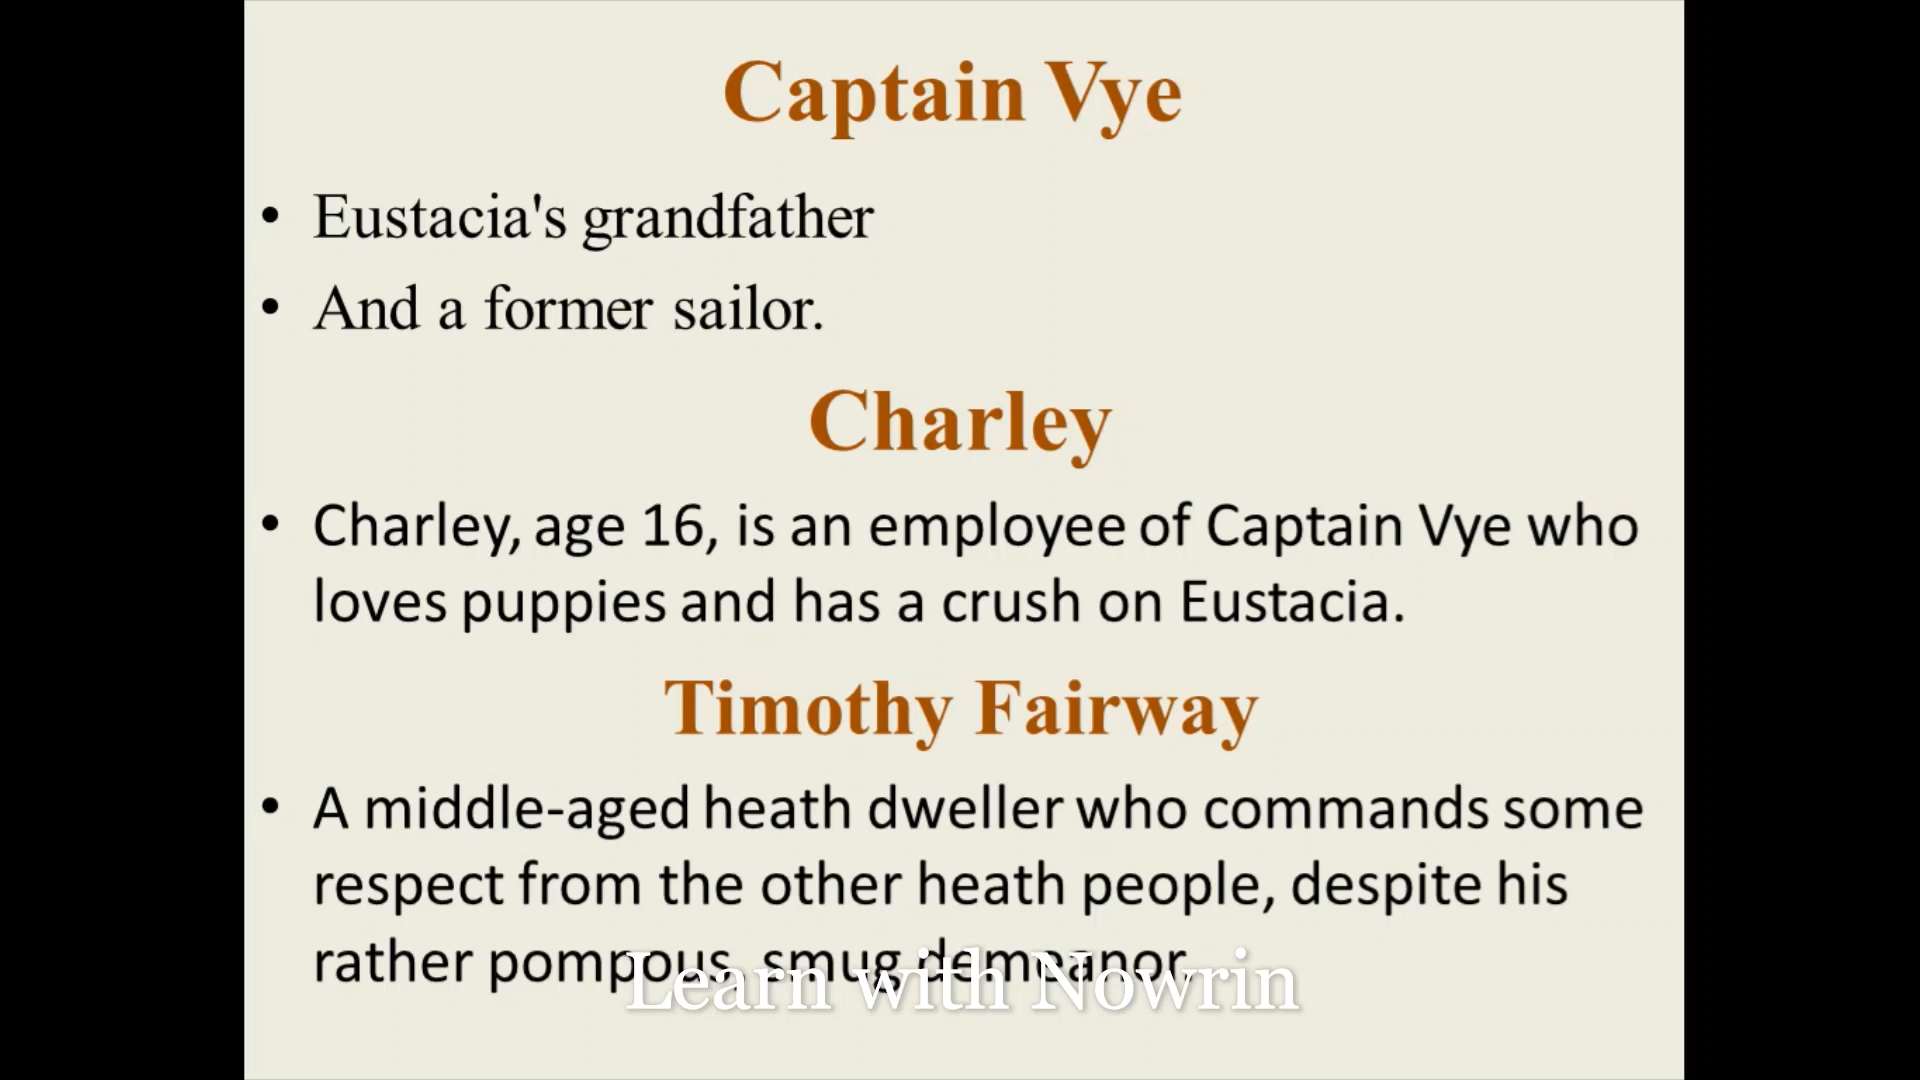 Captain Vye
• Eustacia's grandfather
• And a former sailor.
Charley
• Charley, age 16, is an employee of Captain Vye who
loves puppies and has a crush on Eustacia.
Timothy Fairway
• A middle-aged heath dweller who commands some
respect from the other heath people, despite his
rather pompous, smug demeanor.
Learn with Nowrin